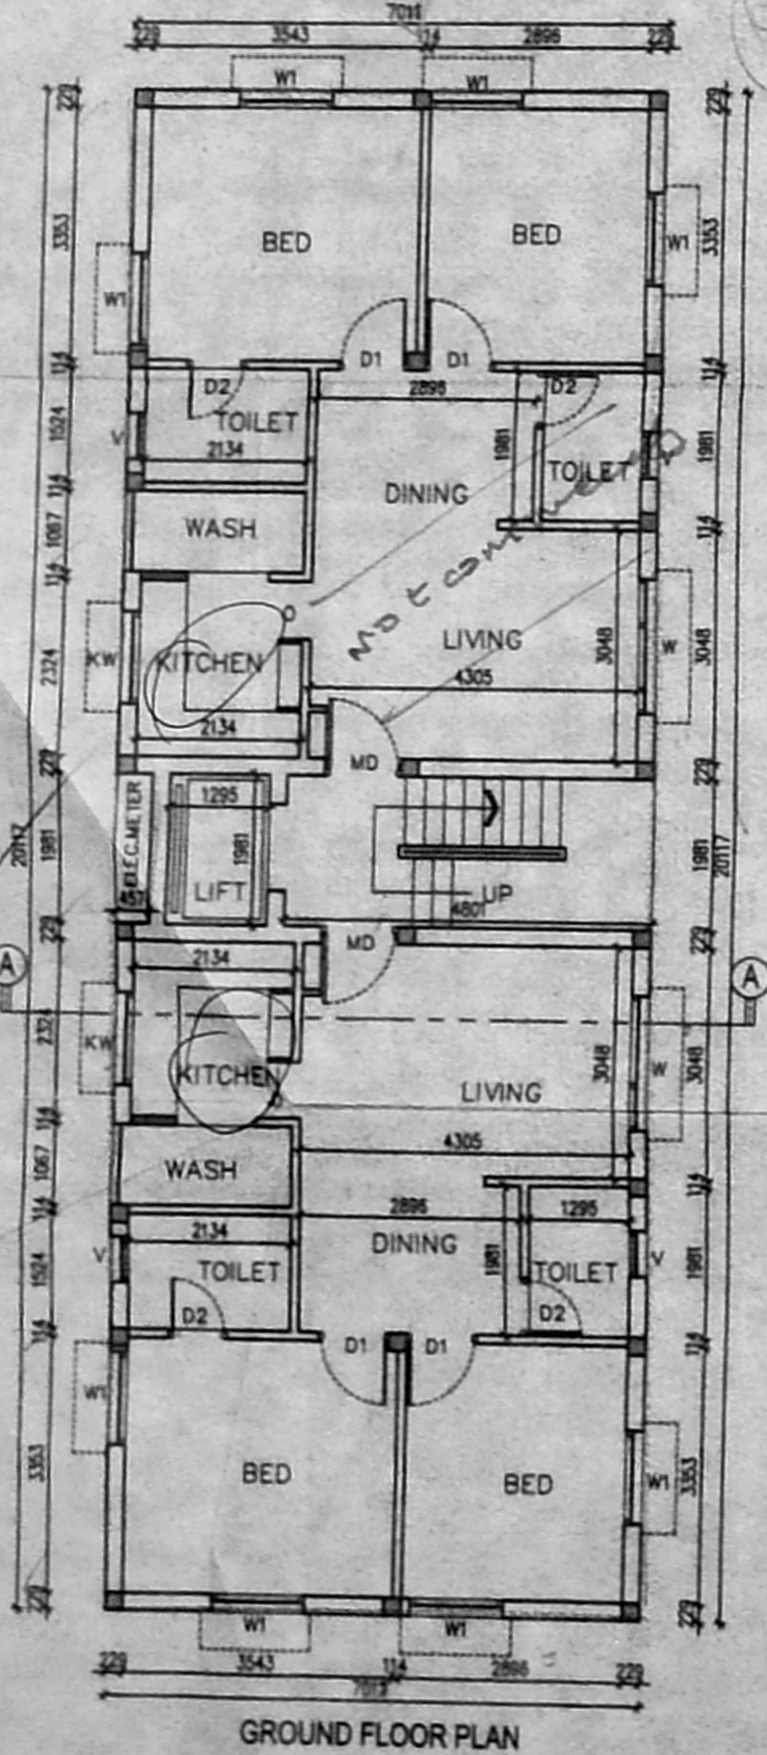 7011
229 3543 114 2896 229
W1 W1
229 229
3353 BED BED W1 3353
W1
114 D1 D1 114
D2 2896 D2
1524 V TOILET 1981 TOILET V 1981
2134 DINING
114
1067 WASH 114
Not
114
KW KITCHEN LIVING 3048 W 3048
2324 4305
2134
229 MD 229
20117 1981 ELEC.METER 1295 1981 LIFT UP 1981 20117
4801
229 MD 229
A 2134 A
2324 KW KITCHEN LIVING 3048 W 3048
114 4305
1067 WASH 114
114 2896 1295
2134 DINING 1981
V TOILET TOILET V 1981
1524 D2 D2
114 D1 D1 114
W1
3353 BED BED W1 3353
229 229
W1 W1
229 3543 114 2896 229
GROUND FLOOR PLAN